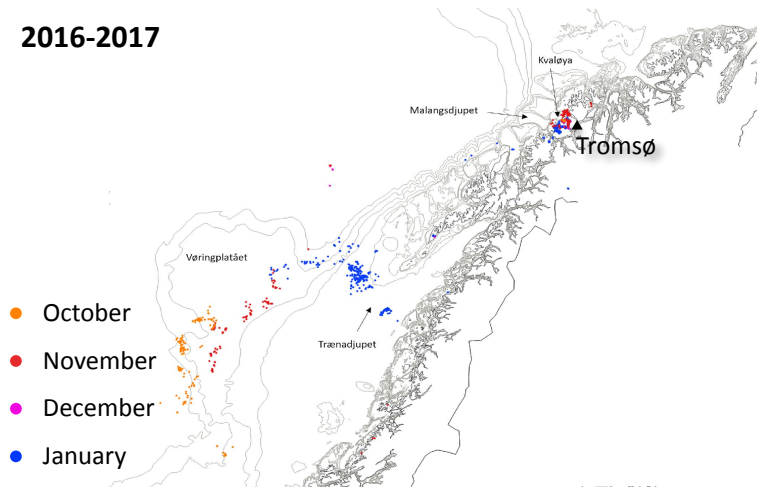 2016-2017
Kvaløya
Malangsdjupet
Tromsø
Vøringplatået
Trænadjupet
October
November
December
January